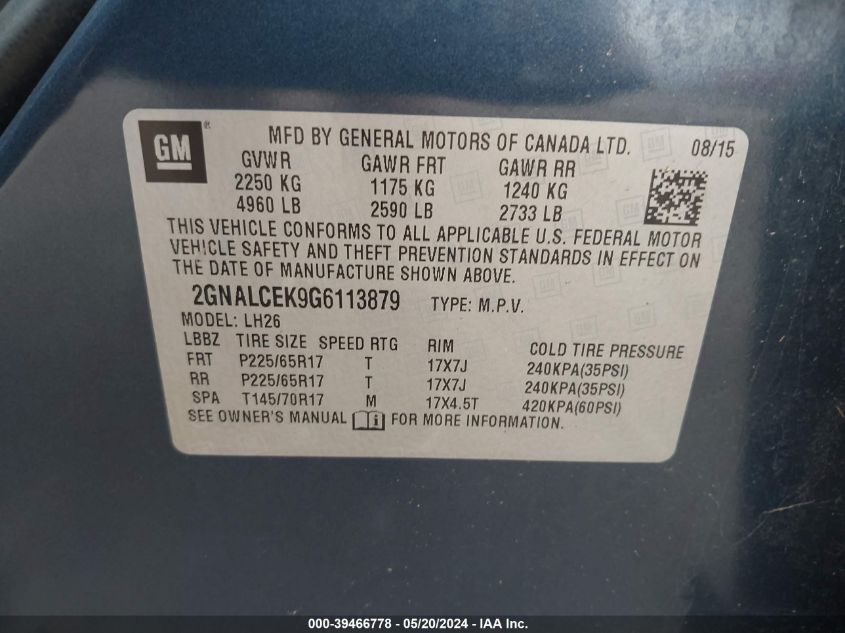 GM ® MFD BY GENERAL MOTORS OF CANADA LTD. 08/15
GVWR GAWR FRT GAWR RR
2250 KG 1175 KG 1240 KG
4960 LB 2590 LB 2733 LB
THIS VEHICLE CONFORMS TO ALL APPLICABLE U.S. FEDERAL MOTOR
VEHICLE SAFETY AND THEFT PREVENTION STANDARDS IN EFFECT ON
THE DATE OF MANUFACTURE SHOWN ABOVE.
2GNALCEK9G6113879 TYPE: M.P.V.
MODEL: LH26
LBBZ TIRE SIZE SPEED RTG RIM COLD TIRE PRESSURE
FRT P225/65R17 T 17X7J 240KPA(35PSI)
RR P225/65R17 T 17X7J 240KPA(35PSI)
SPA T145/70R17 M 17X4.5T 420KPA(60PSI)
SEE OWNER'S MANUAL i FOR MORE INFORMATION.
000-39466778 - 05/20/2024 - IAA Inc.